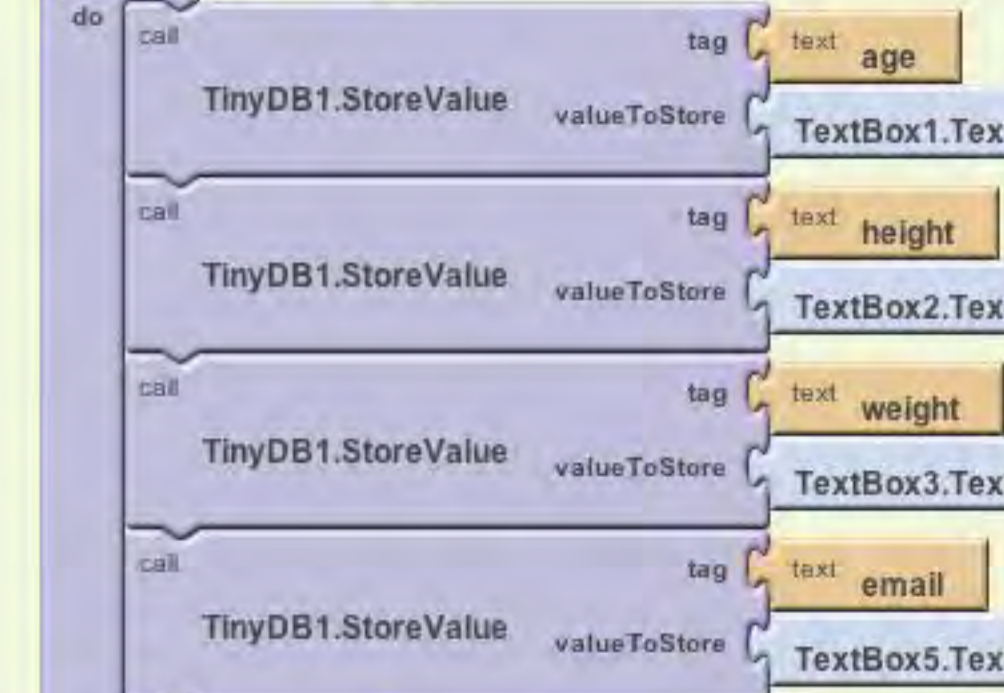 do
call
tag
text age
TinyDB1.StoreValue
valueToStore
TextBox1.Tex
call
tag
text height
TinyDB1.StoreValue
valueToStore
TextBox2.Tex
call
tag
text weight
TinyDB1.StoreValue
valueToStore
TextBox3.Tex
call
tag
text email
TinyDB1.StoreValue
valueToStore
TextBox5.Tex